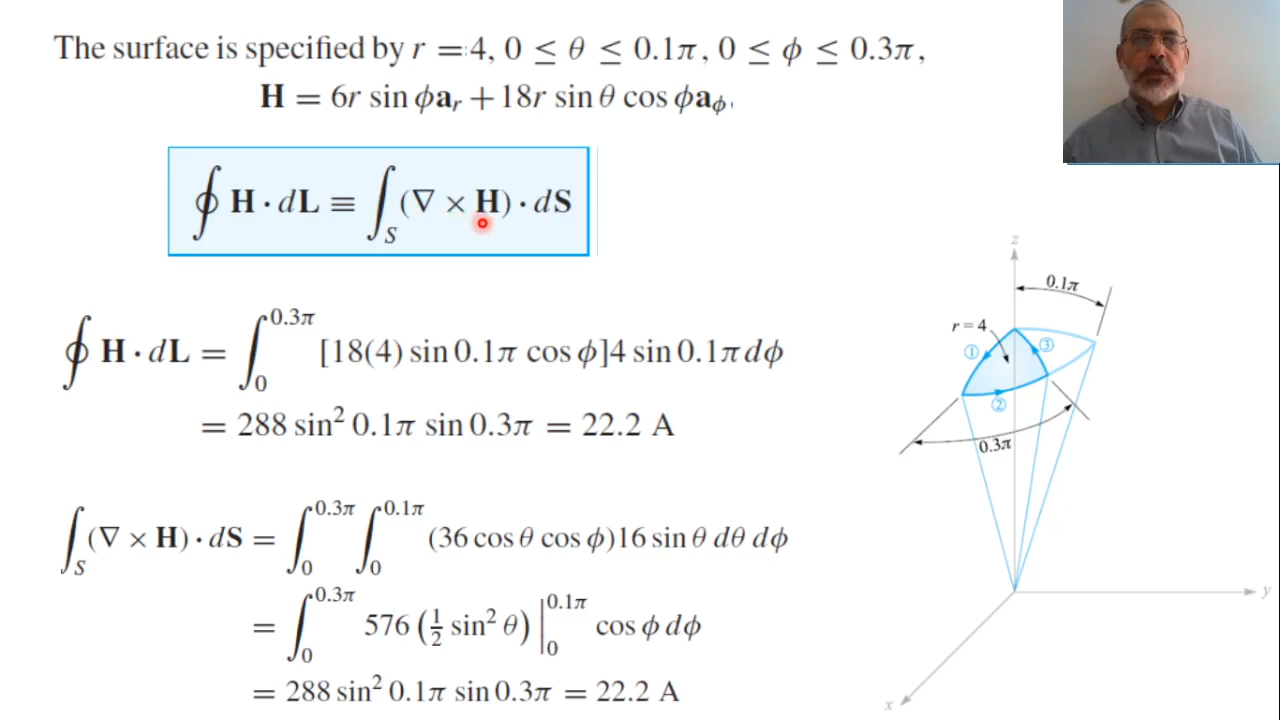 The surface is specified by r = 4, 0 ≤ θ ≤ 0.1π, 0 ≤ ϕ ≤ 0.3π,
H = 6r sin ϕa_r + 18r sin θ cos ϕa_ϕ.
∮ H · dL ≡ ∫_S (∇ × H) · dS
∮ H · dL = ∫_0^{0.3π} [18(4) sin 0.1π cos ϕ]4 sin 0.1π dϕ
= 288 sin² 0.1π sin 0.3π = 22.2 A
∫_S (∇ × H) · dS = ∫_0^{0.3π} ∫_0^{0.1π} (36 cos θ cos ϕ)16 sin θ dθ dϕ
= ∫_0^{0.3π} 576 (½ sin² θ) |_0^{0.1π} cos ϕ dϕ
= 288 sin² 0.1π sin 0.3π = 22.2 A
z
0.1π
r = 4
①
③
②
0.3π
y
x